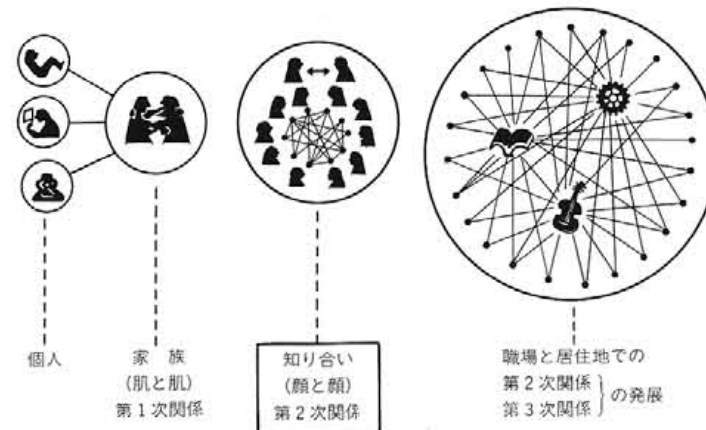 個人
家族
(肌と肌)
第1次関係
知り合い
(顔と顔)
第2次関係
職場と居住地での
第2次関係
第3次関係
の発展